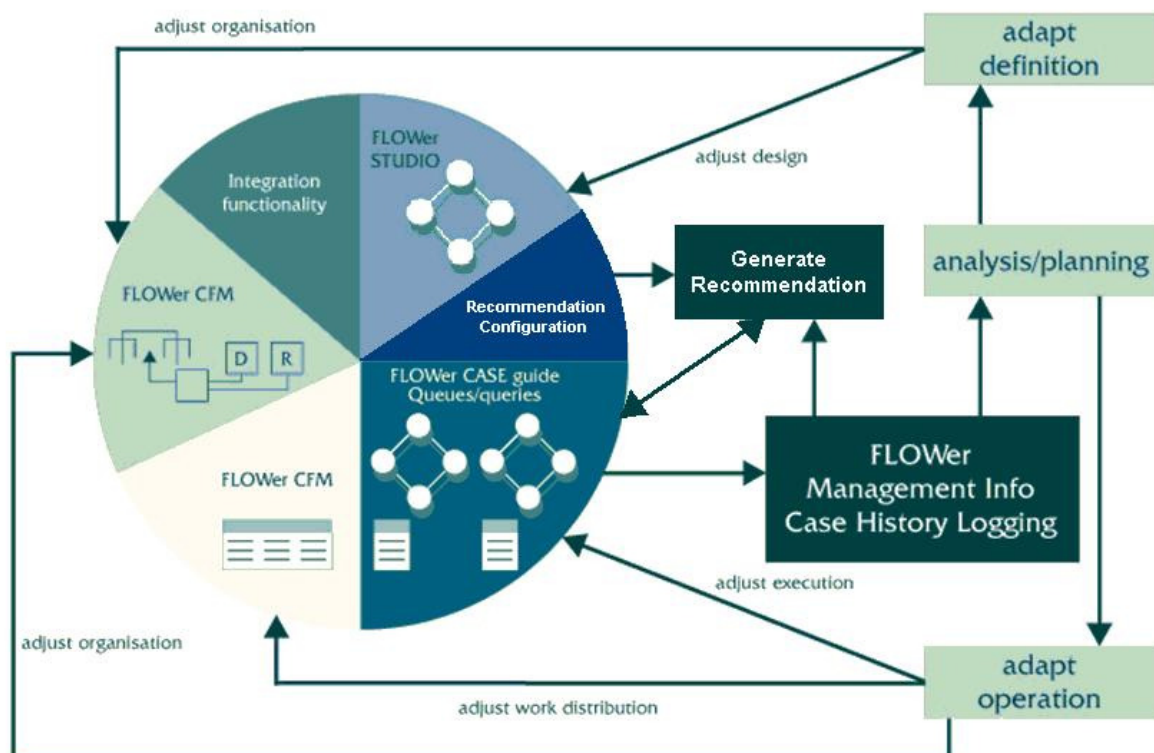 adjust organisation
adapt
definition
FLOWer
STUDIO
adjust design
Integration
functionality
Generate
Recommendation
analysis/planning
FLOWer CFM
Recommendation
Configuration
D
R
FLOWer CASE guide
Queues/queries
FLOWer
Management Info
Case History Logging
FLOWer CFM
adjust execution
adjust organisation
adapt
operation
adjust work distribution